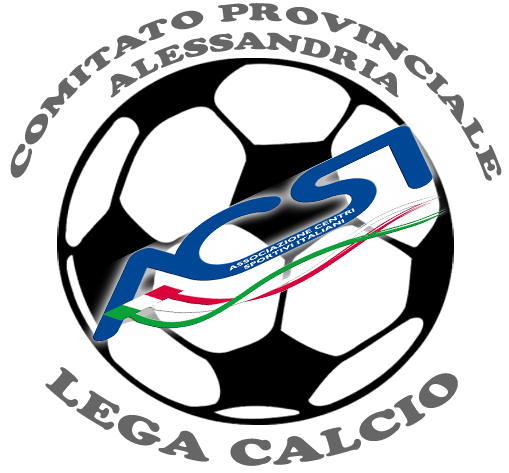 COMITATO PROVINCIALE
ALESSANDRIA
ACSI
ASSOCIAZIONE CENTRI
SPORTIVI ITALIANI
LEGA CALCIO